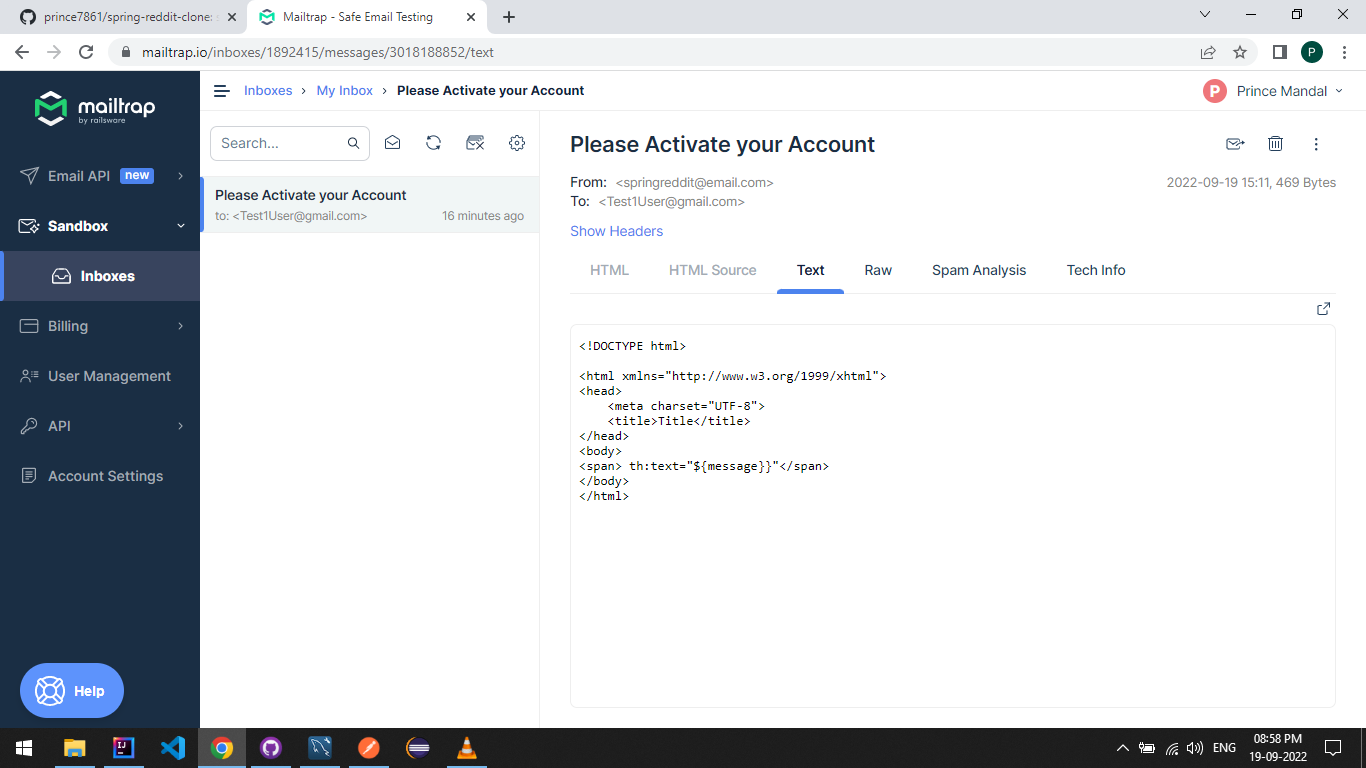 prince7861/spring-reddit-clone: s
Mailtrap - Safe Email Testing
mailtrap.io/inboxes/1892415/messages/3018188852/text
P
mailtrap
by railsware
Email API new
Sandbox
Inboxes
Billing
User Management
API
Account Settings
Help
Inboxes › My Inbox › Please Activate your Account
P Prince Mandal
Search...
Please Activate your Account
to: <Test1User@gmail.com> 16 minutes ago
Please Activate your Account
From: <springreddit@email.com>
2022-09-19 15:11, 469 Bytes
To: <Test1User@gmail.com>
Show Headers
HTML HTML Source Text Raw Spam Analysis Tech Info
<!DOCTYPE html>
<html xmlns="http://www.w3.org/1999/xhtml">
<head>
<meta charset="UTF-8">
<title>Title</title>
</head>
<body>
<span> th:text="${message}}"</span>
</body>
</html>
IJ
ENG
08:58 PM
19-09-2022